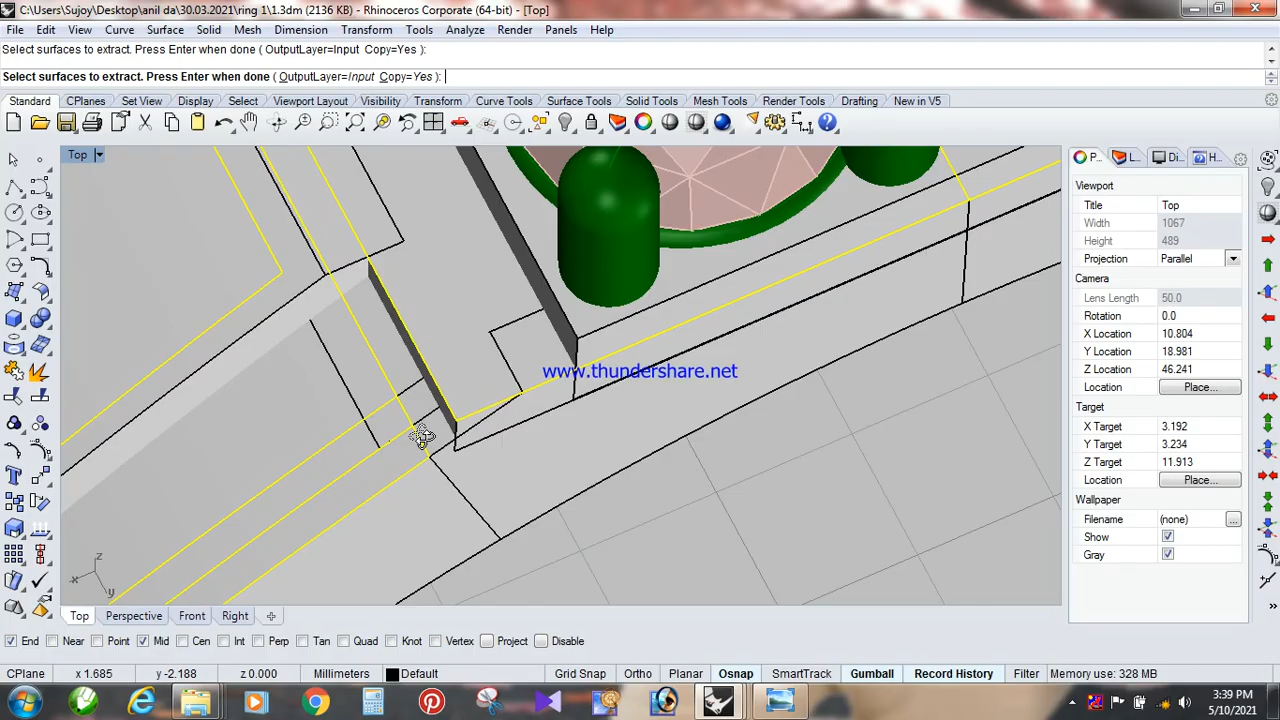 C:\Users\Sujoy\Desktop\anil da\30.03.2021\ring 1\1.3dm (2136 KB) - Rhinoceros Corporate (64-bit) - [Top]
File Edit View Curve Surface Solid Mesh Dimension Transform Tools Analyze Render Panels Help
Select surfaces to extract. Press Enter when done ( OutputLayer=Input Copy=Yes ):
Select surfaces to extract. Press Enter when done ( OutputLayer=Input Copy=Yes ):
Standard CPlanes Set View Display Select Viewport Layout Visibility Transform Curve Tools Surface Tools Solid Tools Mesh Tools Render Tools Drafting New in V5
Top
P... L... Di... H...
Viewport
Title Top
Width 1067
Height 489
Projection Parallel
Camera
Lens Length 50.0
Rotation 0.0
X Location 10.804
Y Location 18.981
Z Location 46.241
Location Place...
Target
X Target 3.192
Y Target 3.234
Z Target 11.913
Location Place...
Wallpaper
Filename (none) ...
Show
Gray
www.thundershare.net
z
x y
Top Perspective Front Right
End Near Point Mid Cen Int Perp Tan Quad Knot Vertex Project Disable
CPlane x 1.685 y -2.188 z 0.000 Millimeters Default Grid Snap Ortho Planar Osnap SmartTrack Gumball Record History Filter Memory use: 328 MB
3:39 PM
5/10/2021